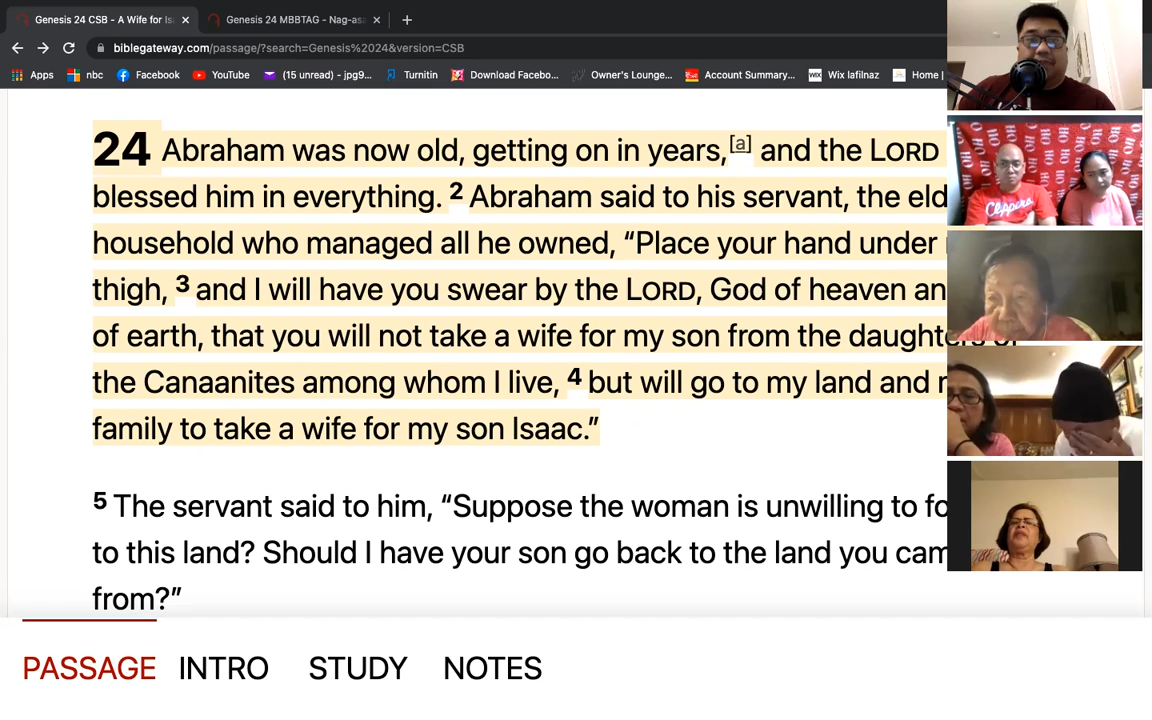 Genesis 24 CSB - A Wife for Is
Genesis 24 MBBTAG - Nag-asa
biblegateway.com/passage/?search=Genesis%2024&version=CSB
Apps nbc Facebook YouTube (15 unread) - jpg9... Turnitin Download Facebo... Owner's Lounge... Account Summary... WIX Wix lafilnaz Home |
24 Abraham was now old, getting on in years,[a] and the LORD
blessed him in everything. 2 Abraham said to his servant, the eld
household who managed all he owned, “Place your hand under
thigh, 3 and I will have you swear by the LORD, God of heaven an
of earth, that you will not take a wife for my son from the daughters of
the Canaanites among whom I live, 4 but will go to my land and
family to take a wife for my son Isaac.”
5 The servant said to him, “Suppose the woman is unwilling to fo
to this land? Should I have your son go back to the land you cam
from?”
PASSAGE INTRO STUDY NOTES
HO HO HO
Clippers